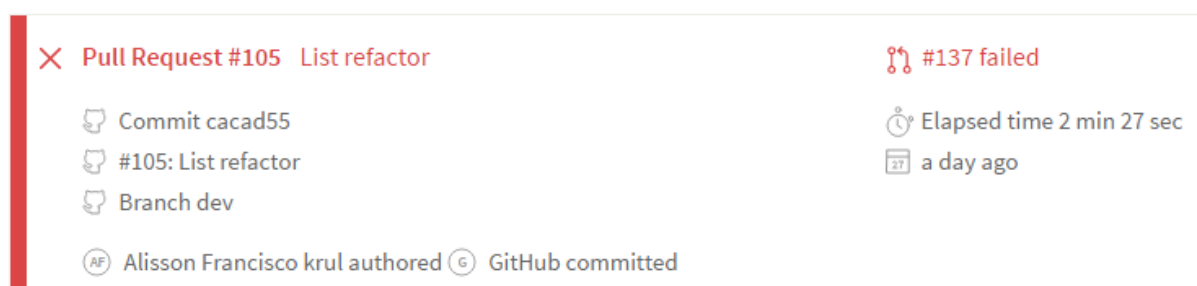 Pull Request #105 List refactor #137 failed
Commit cacad55 Elapsed time 2 min 27 sec
#105: List refactor 27 a day ago
Branch dev
AF Alisson Francisco krul authored G GitHub committed